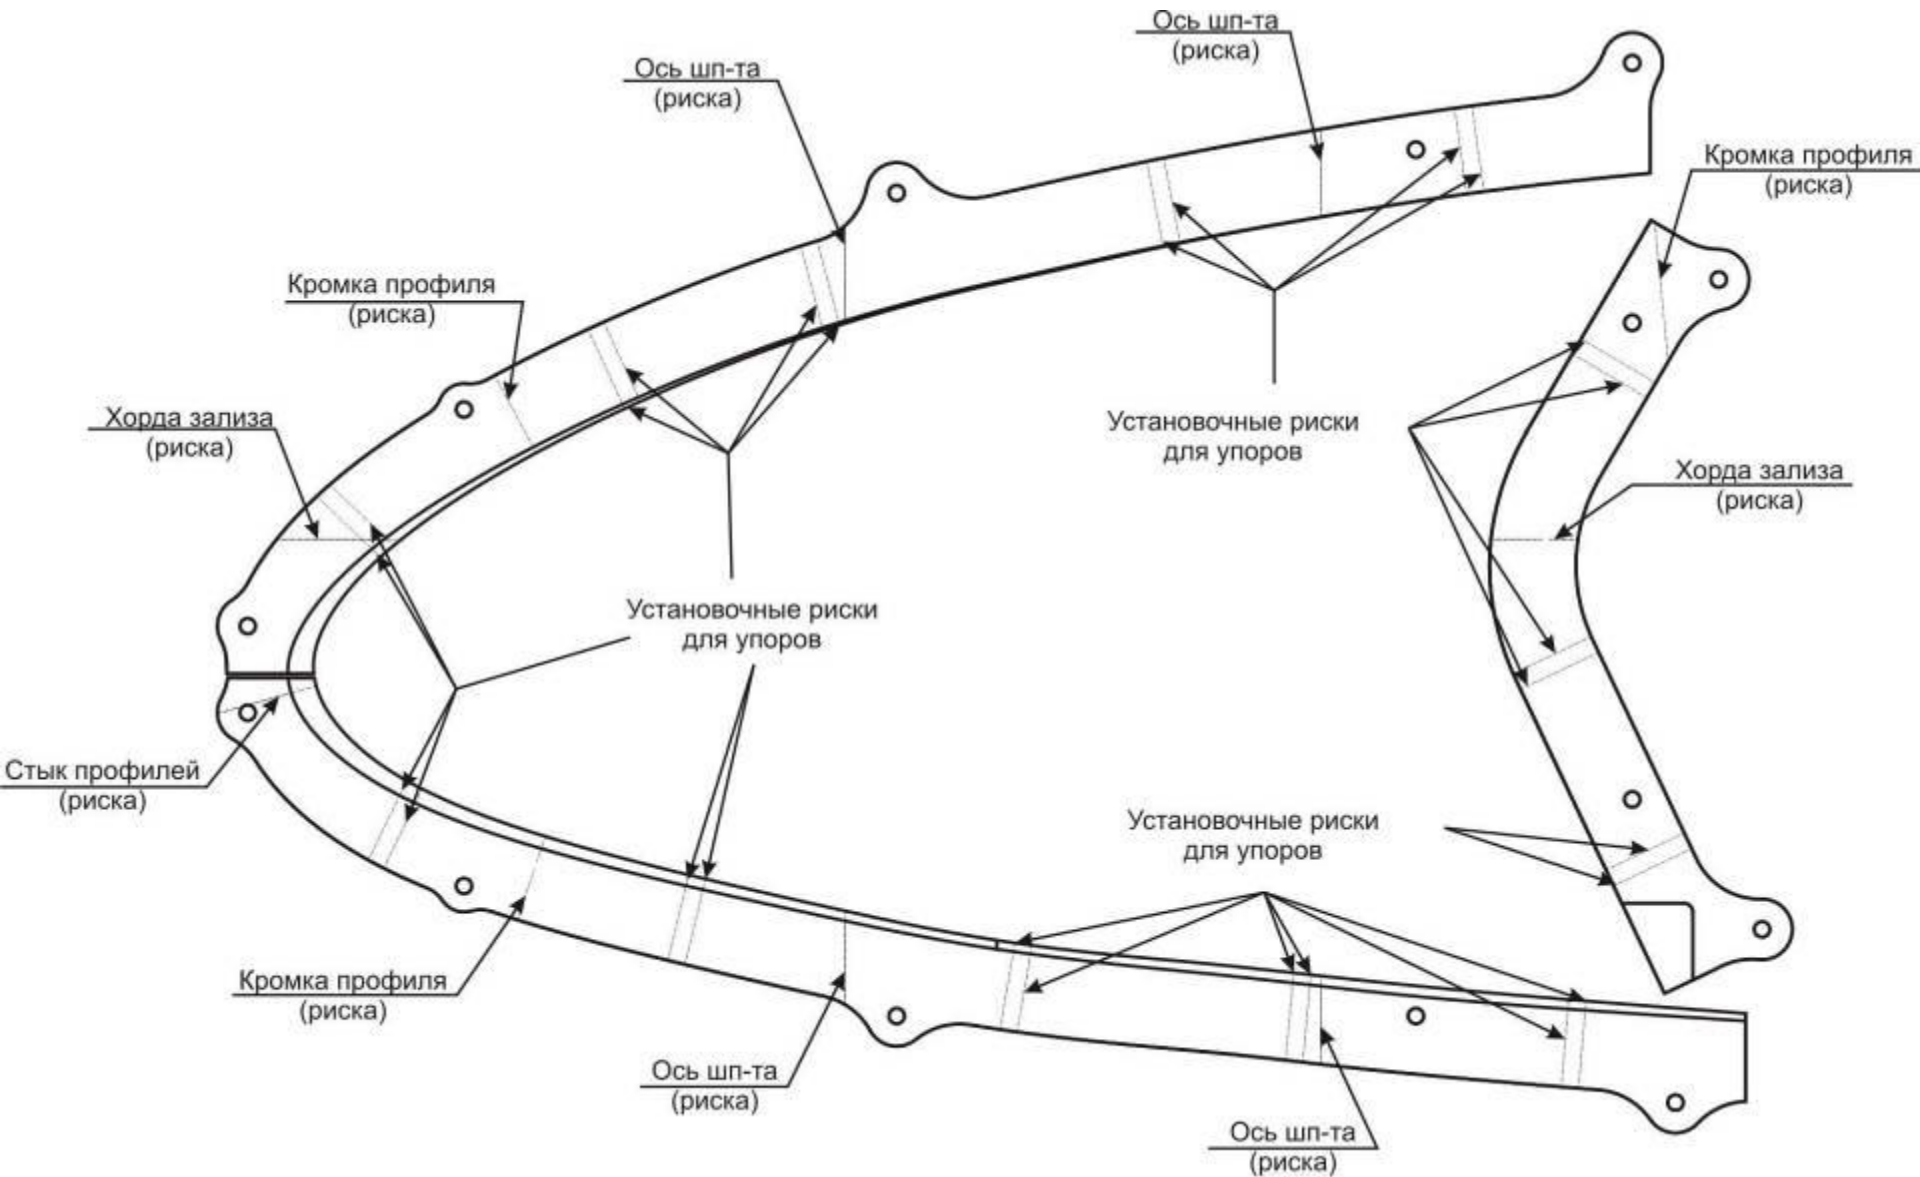 Ось шп-та
(риска)
Ось шп-та
(риска)
Кромка профиля
(риска)
Кромка профиля
(риска)
Хорда зализа
(риска)
Установочные риски
для упоров
Хорда зализа
(риска)
Установочные риски
для упоров
Стык профилей
(риска)
Установочные риски
для упоров
Кромка профиля
(риска)
Ось шп-та
(риска)
Ось шп-та
(риска)